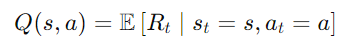 Q(s, a) = 𝔼 [R_t | s_t = s, a_t = a]